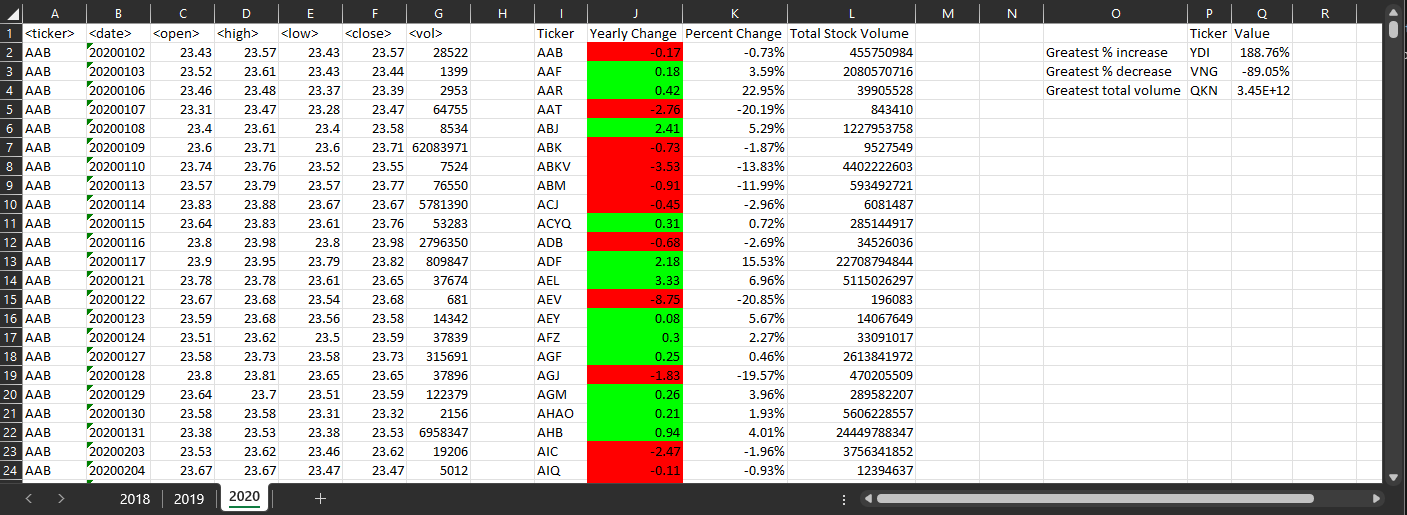 A B C D E F G H I J K L M N O P Q R
1 <ticker> <date> <open> <high> <low> <close> <vol> Ticker Yearly Change Percent Change Total Stock Volume Ticker Value
2 AAB 20200102 23.43 23.57 23.43 23.57 28522 AAB -0.17 -0.73% 455750984 Greatest % increase YDI 188.76%
3 AAB 20200103 23.52 23.61 23.43 23.44 1399 AAF 0.18 3.59% 2080570716 Greatest % decrease VNG -89.05%
4 AAB 20200106 23.46 23.48 23.37 23.39 2953 AAR 0.42 22.95% 39905528 Greatest total volume QKN 3.45E+12
5 AAB 20200107 23.31 23.47 23.28 23.47 64755 AAT -2.76 -20.19% 843410
6 AAB 20200108 23.4 23.61 23.4 23.58 8534 ABJ 2.41 5.29% 1227953758
7 AAB 20200109 23.6 23.71 23.6 23.71 62083971 ABK -0.73 -1.87% 9527549
8 AAB 20200110 23.74 23.76 23.52 23.55 7524 ABKV -3.53 -13.83% 4402222603
9 AAB 20200113 23.57 23.79 23.57 23.77 76550 ABM -0.91 -11.99% 593492721
10 AAB 20200114 23.83 23.88 23.67 23.67 5781390 ACJ -0.45 -2.96% 6081487
11 AAB 20200115 23.64 23.83 23.61 23.76 53283 ACYQ 0.31 0.72% 285144917
12 AAB 20200116 23.8 23.98 23.8 23.98 2796350 ADB -0.68 -2.69% 34526036
13 AAB 20200117 23.9 23.95 23.79 23.82 809847 ADF 2.18 15.53% 22708794844
14 AAB 20200121 23.78 23.78 23.61 23.65 37674 AEL 3.33 6.96% 5115026297
15 AAB 20200122 23.67 23.68 23.54 23.68 681 AEV -8.75 -20.85% 196083
16 AAB 20200123 23.59 23.68 23.56 23.58 14342 AEY 0.08 5.67% 14067649
17 AAB 20200124 23.51 23.62 23.5 23.59 37839 AFZ 0.3 2.27% 33091017
18 AAB 20200127 23.58 23.73 23.58 23.73 315691 AGF 0.25 0.46% 2613841972
19 AAB 20200128 23.8 23.81 23.65 23.65 37896 AGJ -1.83 -19.57% 470205509
20 AAB 20200129 23.64 23.7 23.51 23.59 122379 AGM 0.26 3.96% 289582207
21 AAB 20200130 23.58 23.58 23.31 23.32 2156 AHAO 0.21 1.93% 5606228557
22 AAB 20200131 23.38 23.53 23.38 23.53 6958347 AHB 0.94 4.01% 24449788347
23 AAB 20200203 23.53 23.62 23.46 23.62 19206 AIC -2.47 -1.96% 3756341852
24 AAB 20200204 23.67 23.67 23.47 23.47 5012 AIQ -0.11 -0.93% 12394637
2018 2019 2020